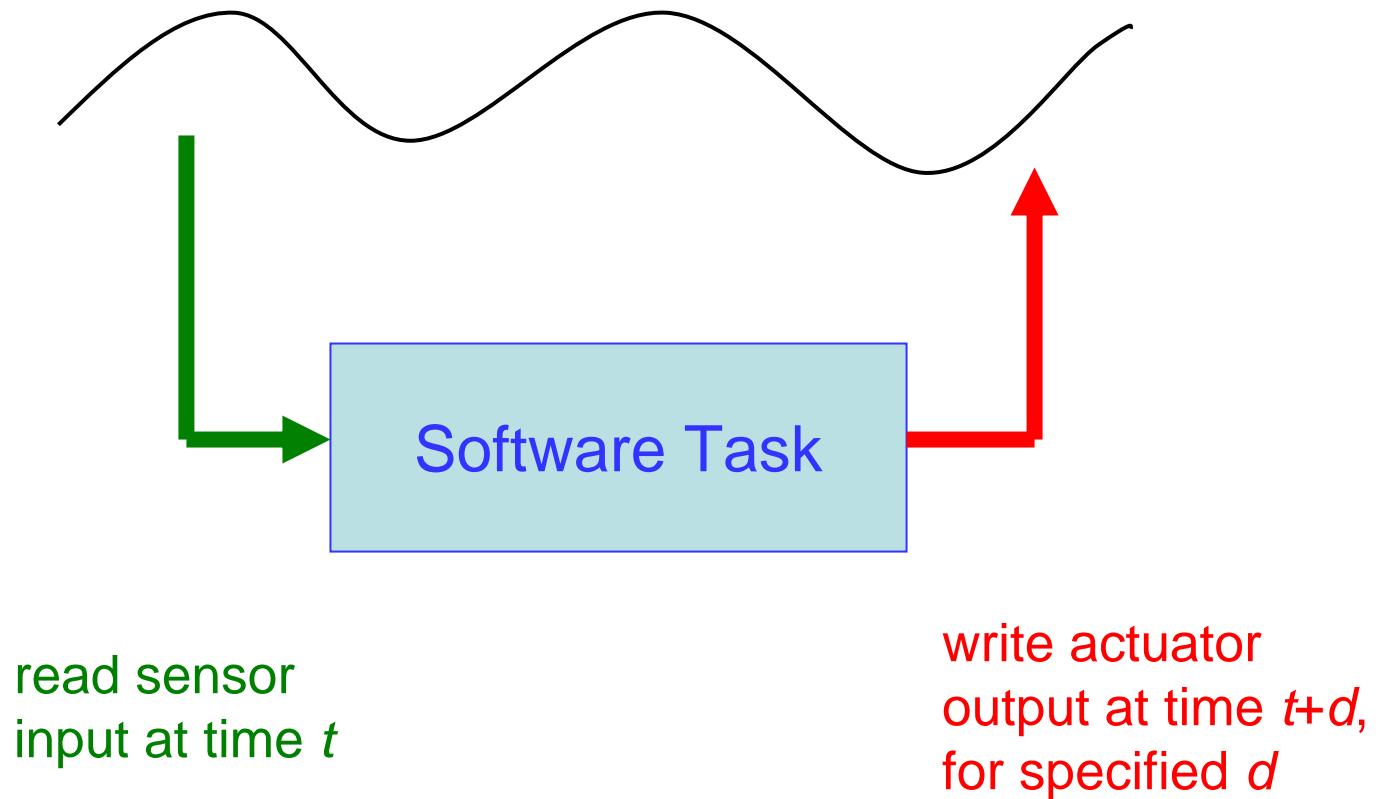 Software Task
read sensor
input at time t
write actuator
output at time t+d,
for specified d